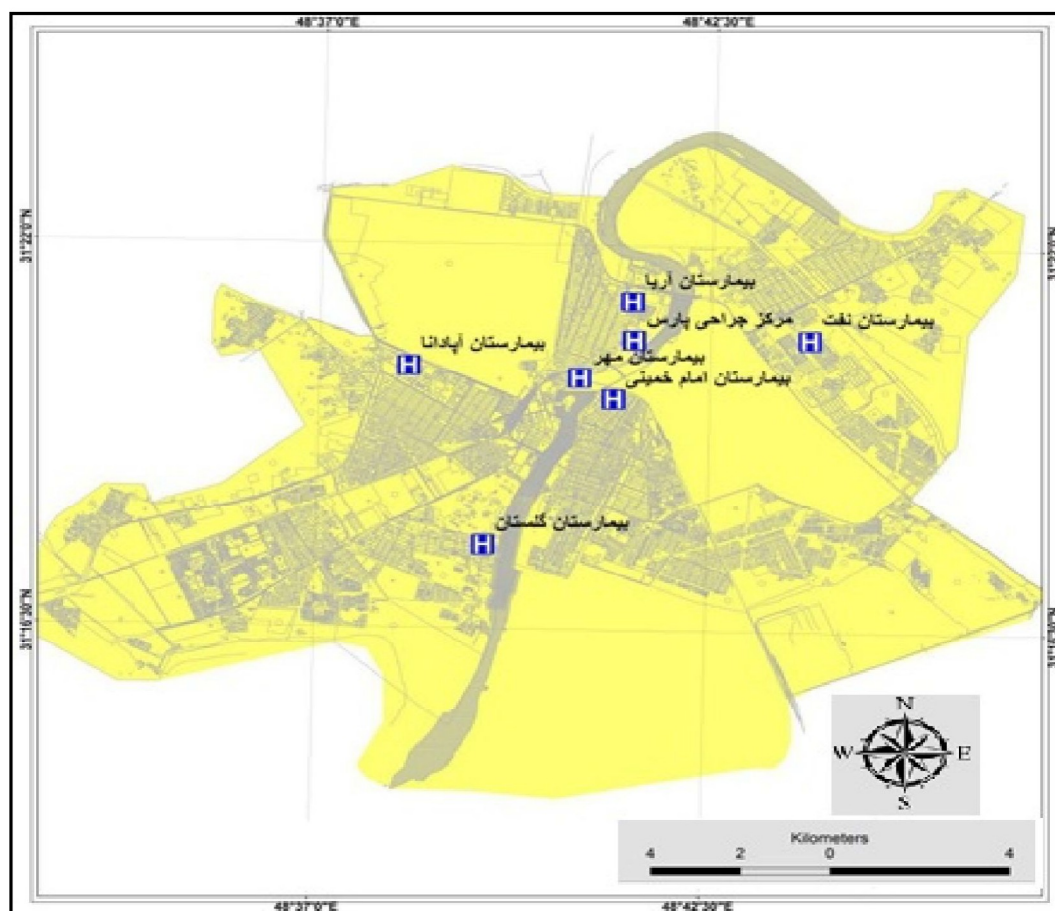 48°37'0"E
48°42'30"E
31°22'0"N
بیمارستان آریا
مرکز جراحی پارس
بیمارستان نفت
بیمارستان آپادانا
بیمارستان مهر
بیمارستان امام خمینی
بیمارستان گلستان
31°16'30"N
N
W
E
S
Kilometers
4
2
0
4
48°37'0"E
48°42'30"E